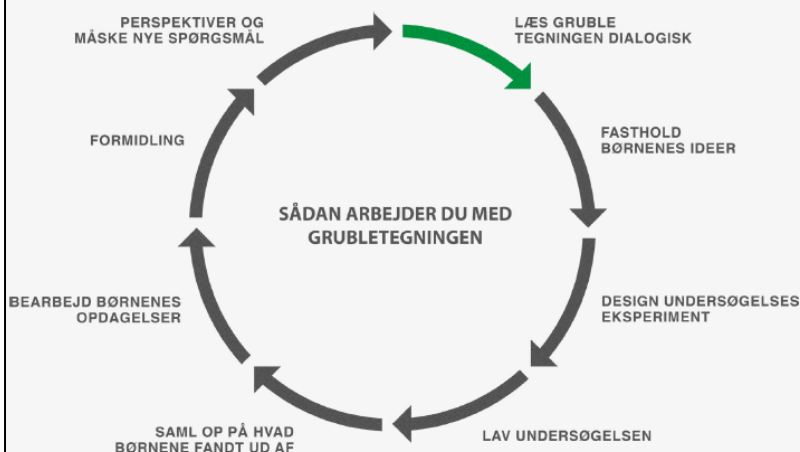 SÅDAN ARBEJDER DU MED
GRUBLETEGNINGEN
LÆS GRUBLE
TEGNINGEN DIALOGISK
FASTHOLD
BØRNENES IDEER
DESIGN UNDERSØGELSES
EKSPERIMENT
LAV UNDERSØGELSEN
SAML OP PÅ HVAD
BØRNENE FANDT UD AF
BEARBEJD BØRNENES
OPDAGELSER
FORMIDLING
PERSPEKTIVER OG
MÅSKE NYE SPØRGSMÅL